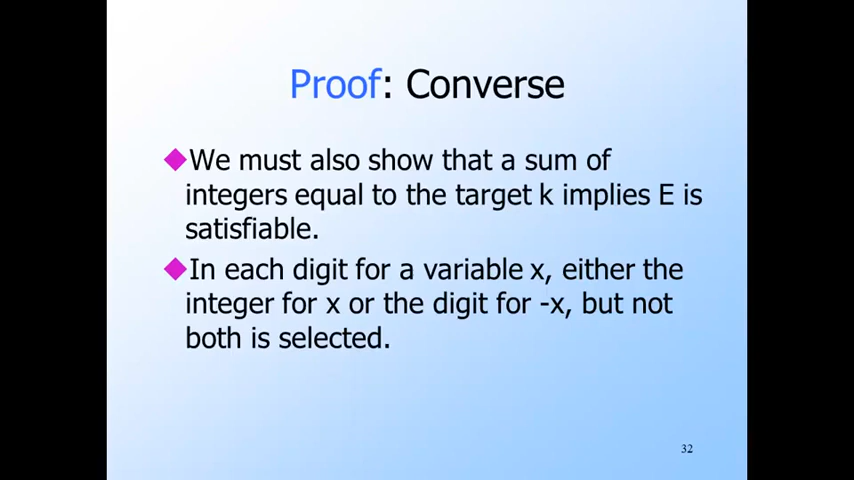 Proof: Converse
We must also show that a sum of
integers equal to the target k implies E is
satisfiable.
In each digit for a variable x, either the
integer for x or the digit for -x, but not
both is selected.
32